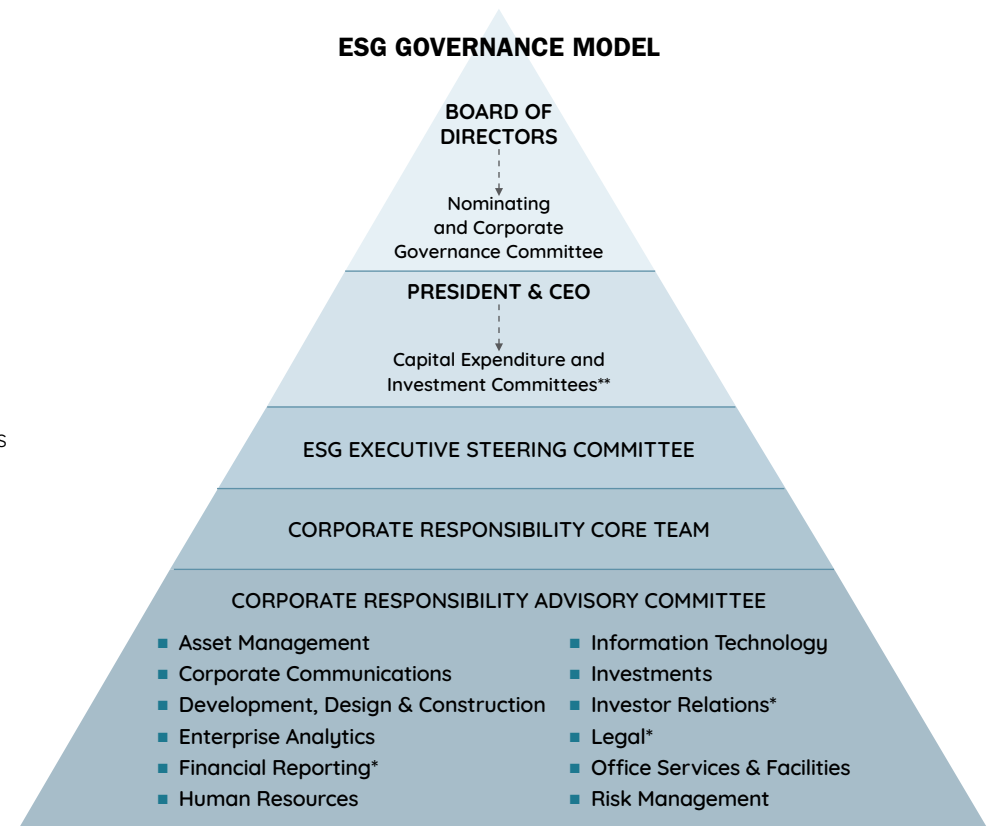 ESG GOVERNANCE MODEL
BOARD OF
DIRECTORS
Nominating
and Corporate
Governance Committee
PRESIDENT & CEO
Capital Expenditure and
Investment Committees**
s
ESG EXECUTIVE STEERING COMMITTEE
CORPORATE RESPONSIBILITY CORE TEAM
CORPORATE RESPONSIBILITY ADVISORY COMMITTEE
■ Asset Management
■ Corporate Communications
■ Development, Design & Construction
■ Enterprise Analytics
■ Financial Reporting*
■ Human Resources
■ Information Technology
■ Investments
■ Investor Relations*
■ Legal*
■ Office Services & Facilities
■ Risk Management